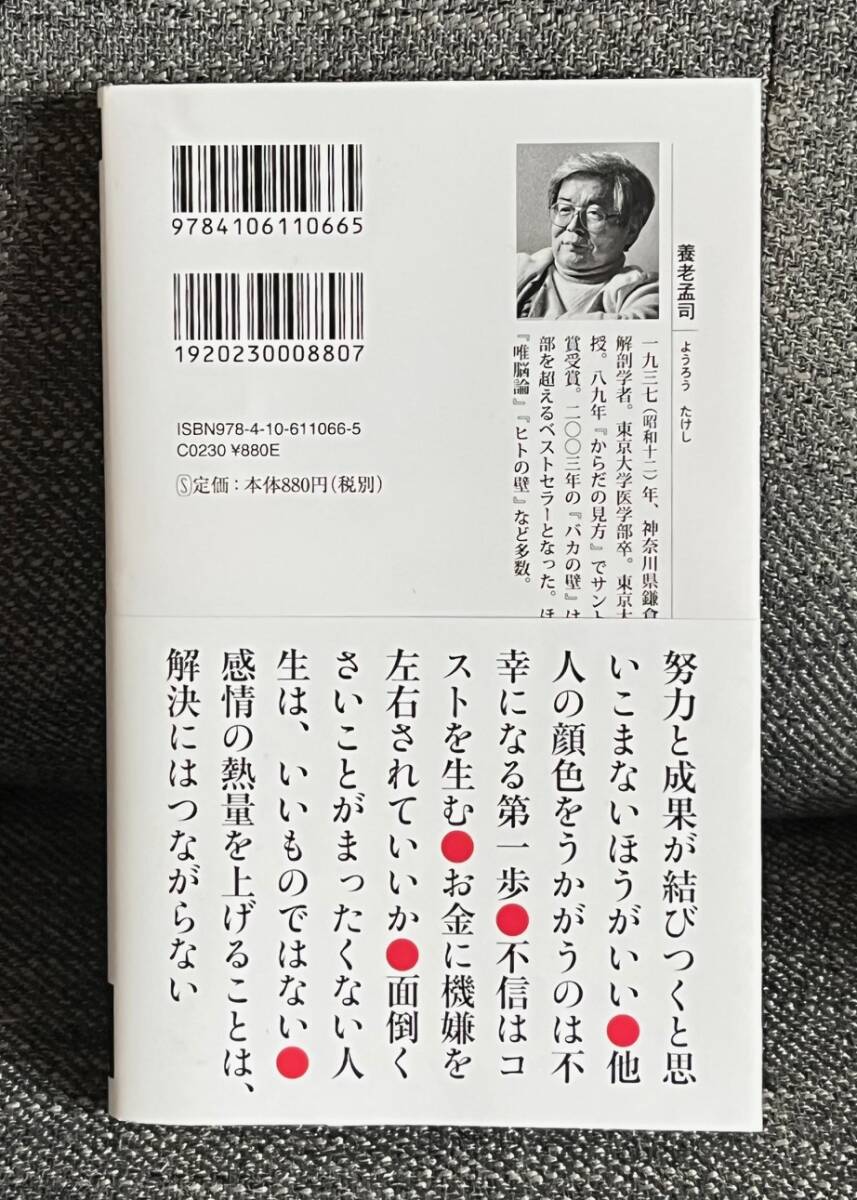 9784106110665
1920230008807
ISBN978-4-10-611066-5
C0230 ¥880E
Ⓢ定価：本体880円（税別）
養老孟司 ようろう たけし
一九三七（昭和十二）年、神奈川県鎌倉
解剖学者。東京大学医学部卒。東京大
授。八九年『からだの見方』でサント
賞受賞。二〇〇三年の『バカの壁』は
部を超えるベストセラーとなった。ほ
『唯脳論』『ヒトの壁』など多数。
努力と成果が結びつくと思
いこまないほうがいい●他
人の顔色をうかがうのは不
幸になる第一歩●不信はコ
ストを生む●お金に機嫌を
左右されていいか●面倒く
さいことがまったくない人
生は、いいものではない●
感情の熱量を上げることは、
解決にはつながらない